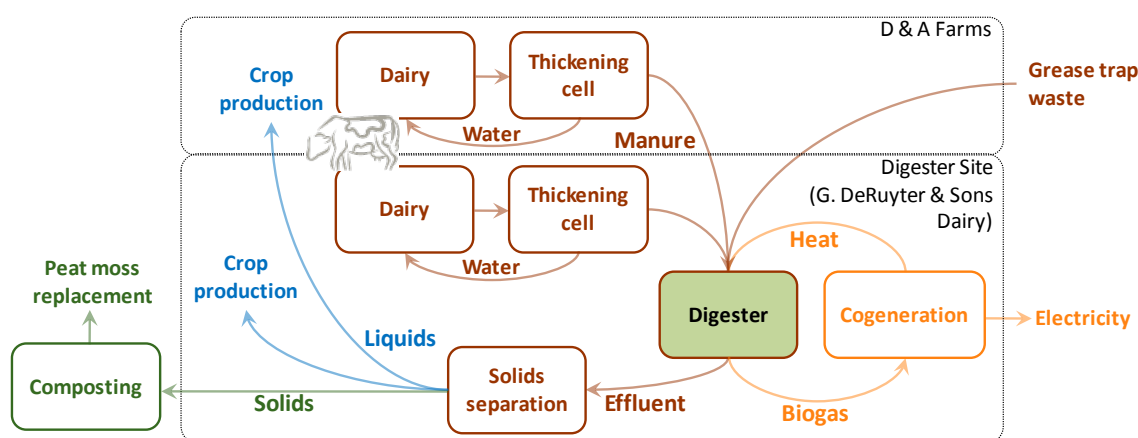 D & A Farms
Crop
production
Dairy
Thickening
cell
Grease trap
waste
Water
Manure
Digester Site
(G. DeRuyter & Sons
Dairy)
Dairy
Thickening
cell
Water
Heat
Peat moss
replacement
Crop
production
Digester
Cogeneration
Electricity
Liquids
Composting
Solids
Solids
separation
Effluent
Biogas